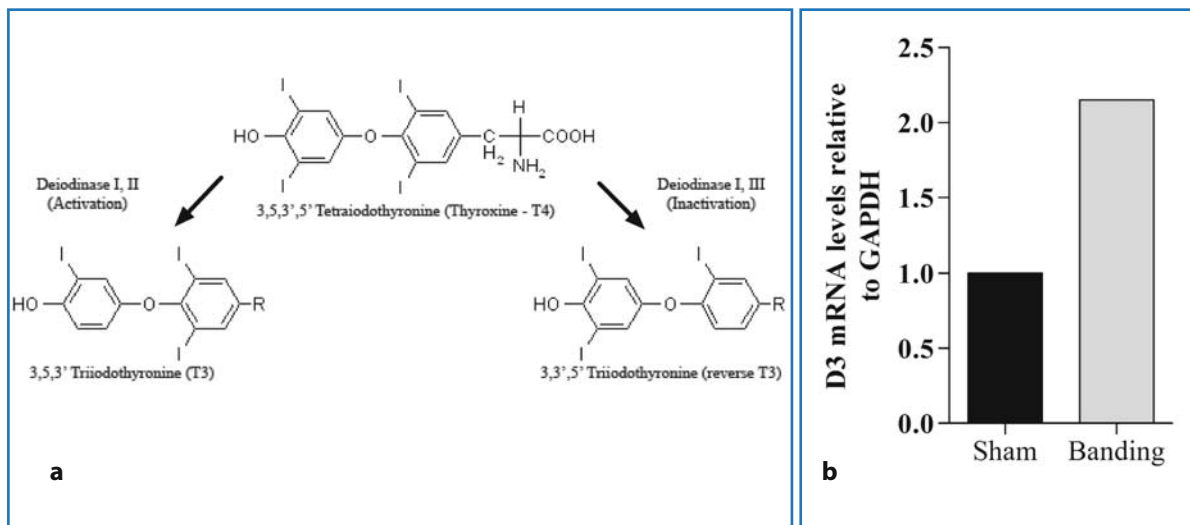 I
I
H
HO
O
C
COOH
H₂
NH₂
I
I
Deiodinase I, II
(Activation)
3,5,3’,5’ Tetraiodothyronine (Thyroxine - T4)
Deiodinase I, III
(Inactivation)
I
I
HO
O
R
I
3,5,3’ Triiodothyronine (T3)
I
I
HO
O
R
I
3,3’,5’ Triiodothyronine (reverse T3)
a
D3 mRNA levels relative
to GAPDH
2.5
2.0
1.5
1.0
0.5
0.0
Sham
Banding
b